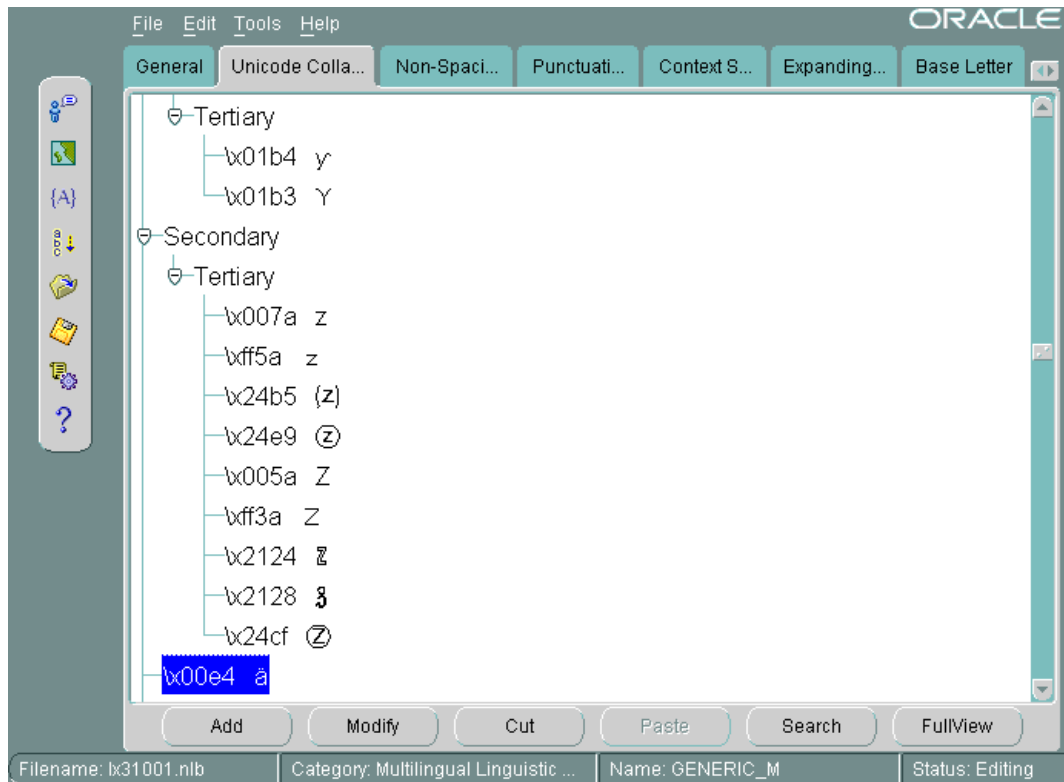 File Edit Tools Help ORACLE
General Unicode Colla... Non-Spaci... Punctuati... Context S... Expanding... Base Letter
{A}
a
b
c
?
Tertiary
\x01b4 ƴ
\x01b3 Ƴ
Secondary
Tertiary
\x007a z
\xff5a ｚ
\x24b5 ⒵
\x24e9 ⓩ
\x005a Z
\xff3a Ｚ
\x2124 ℤ
\x2128 ℨ
\x24cf Ⓩ
\x00e4 ä
Add Modify Cut Paste Search FullView
Filename: lx31001.nlb Category: Multilingual Linguistic ... Name: GENERIC_M Status: Editing